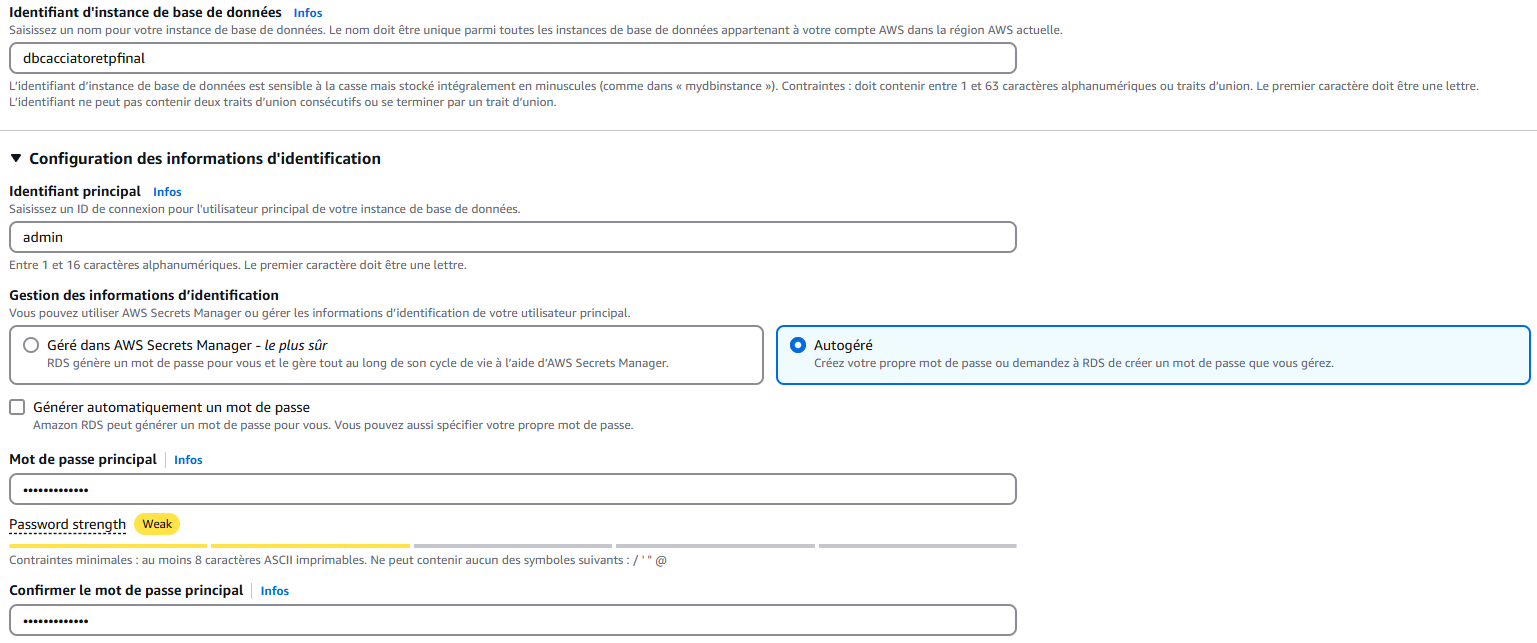 Identifiant d'instance de base de données Infos
Saisissez un nom pour votre instance de base de données. Le nom doit être unique parmi toutes les instances de base de données appartenant à votre compte AWS dans la région AWS actuelle.
dbcacciatoretpfinal
L'identifiant d'instance de base de données est sensible à la casse mais stocké intégralement en minuscules (comme dans « mydbinstance »). Contraintes : doit contenir entre 1 et 63 caractères alphanumériques ou traits d'union. Le premier caractère doit être une lettre.
L'identifiant ne peut pas contenir deux traits d'union consécutifs ou se terminer par un trait d'union.
Configuration des informations d'identification
Identifiant principal Infos
Saisissez un ID de connexion pour l'utilisateur principal de votre instance de base de données.
admin
Entre 1 et 16 caractères alphanumériques. Le premier caractère doit être une lettre.
Gestion des informations d'identification
Vous pouvez utiliser AWS Secrets Manager ou gérer les informations d'identification de votre utilisateur principal.
Géré dans AWS Secrets Manager - le plus sûr
RDS génère un mot de passe pour vous et le gère tout au long de son cycle de vie à l'aide d'AWS Secrets Manager.
Autogéré
Créez votre propre mot de passe ou demandez à RDS de créer un mot de passe que vous gérez.
Générer automatiquement un mot de passe
Amazon RDS peut générer un mot de passe pour vous. Vous pouvez aussi spécifier votre propre mot de passe.
Mot de passe principal Infos
•••••••••••••
Password strength Weak
Contraintes minimales : au moins 8 caractères ASCII imprimables. Ne peut contenir aucun des symboles suivants : / ' " @
Confirmer le mot de passe principal Infos
•••••••••••••